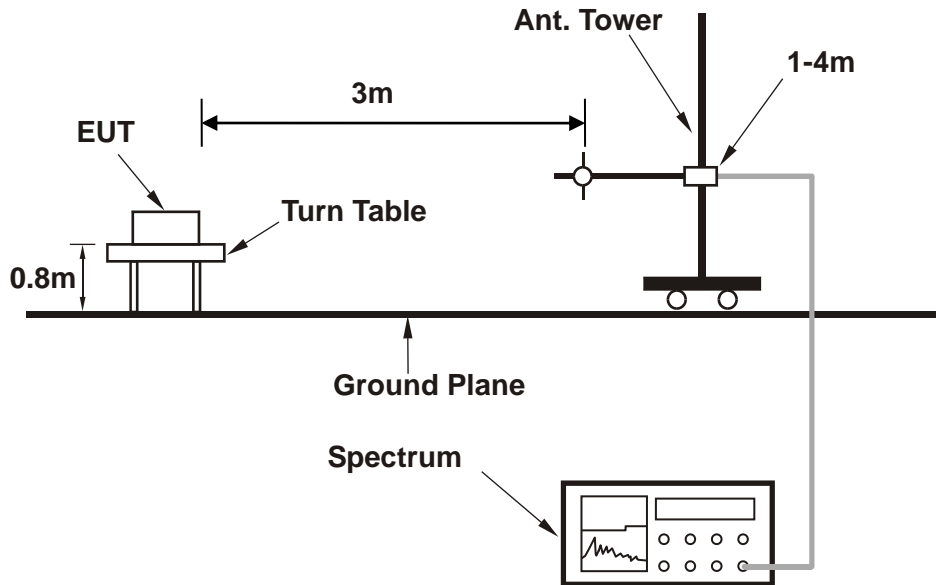 Ant. Tower
1-4m
3m
EUT
Turn Table
0.8m
Ground Plane
Spectrum